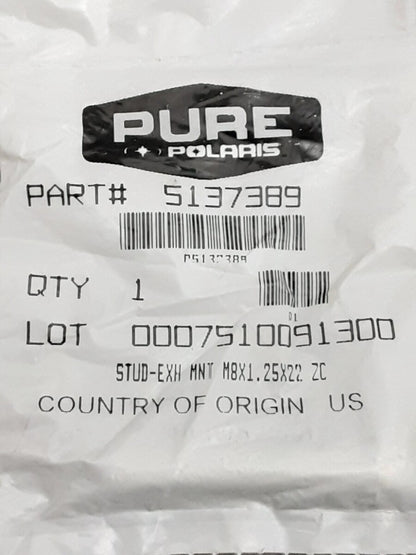 PURE
POLARIS
PART# 5137389
P5137389
QTY 1
01
LOT 0007510091300
STUD-EXH MNT M8X1.25X22 ZC
COUNTRY OF ORIGIN US